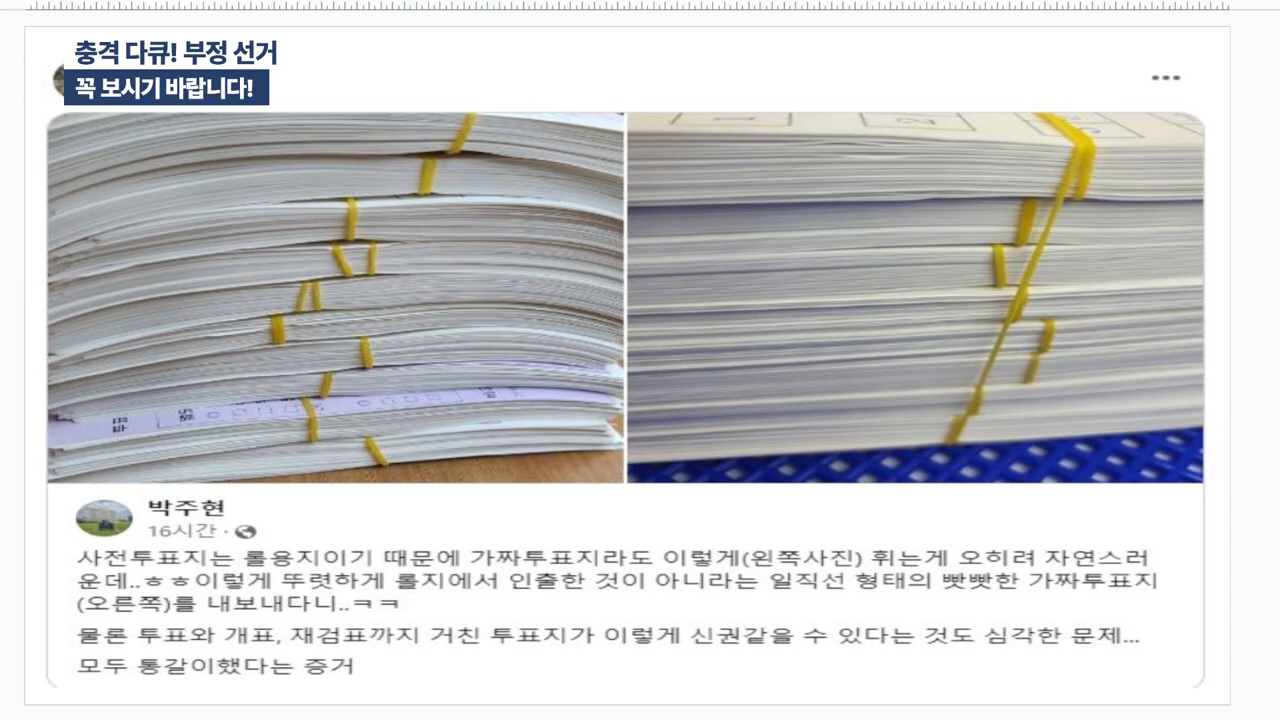 충격 다큐! 부정 선거
꼭 보시기 바랍니다!
1
2
3
투표
박주현
16시간
사전투표지는 롤용지이기 때문에 가짜투표지라도 이렇게(왼쪽사진) 휘는게 오히려 자연스러
운데..ㅎㅎ이렇게 뚜렷하게 롤지에서 인출한 것이 아니라는 일직선 형태의 빳빳한 가짜투표지
(오른쪽)를 내보내다니..ㅋㅋ
물론 투표와 개표, 재검표까지 거친 투표지가 이렇게 신권같을 수 있다는 것도 심각한 문제...
모두 통갈이했다는 증거